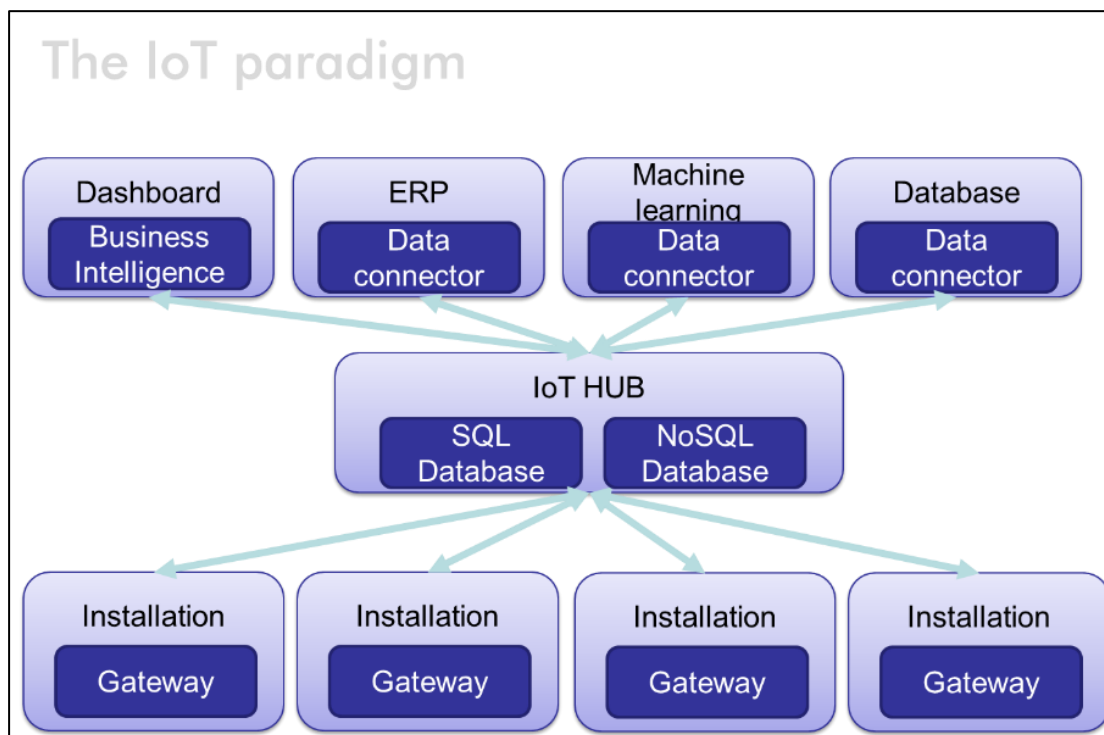 The IoT paradigm
Dashboard
Business
Intelligence
ERP
Data
connector
Machine
learning
Data
connector
Database
Data
connector
IoT HUB
SQL
Database
NoSQL
Database
Installation
Gateway
Installation
Gateway
Installation
Gateway
Installation
Gateway